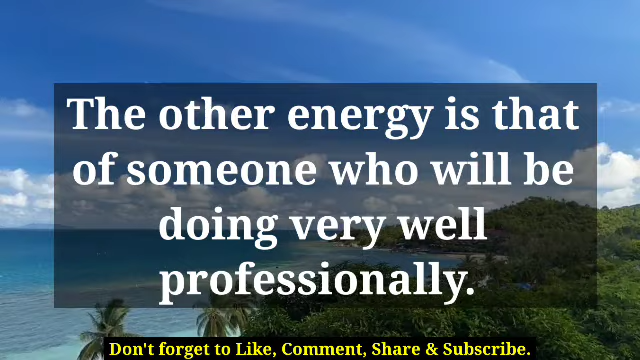 The other energy is that
of someone who will be
doing very well
professionally.
Don't forget to Like, Comment, Share & Subscribe.